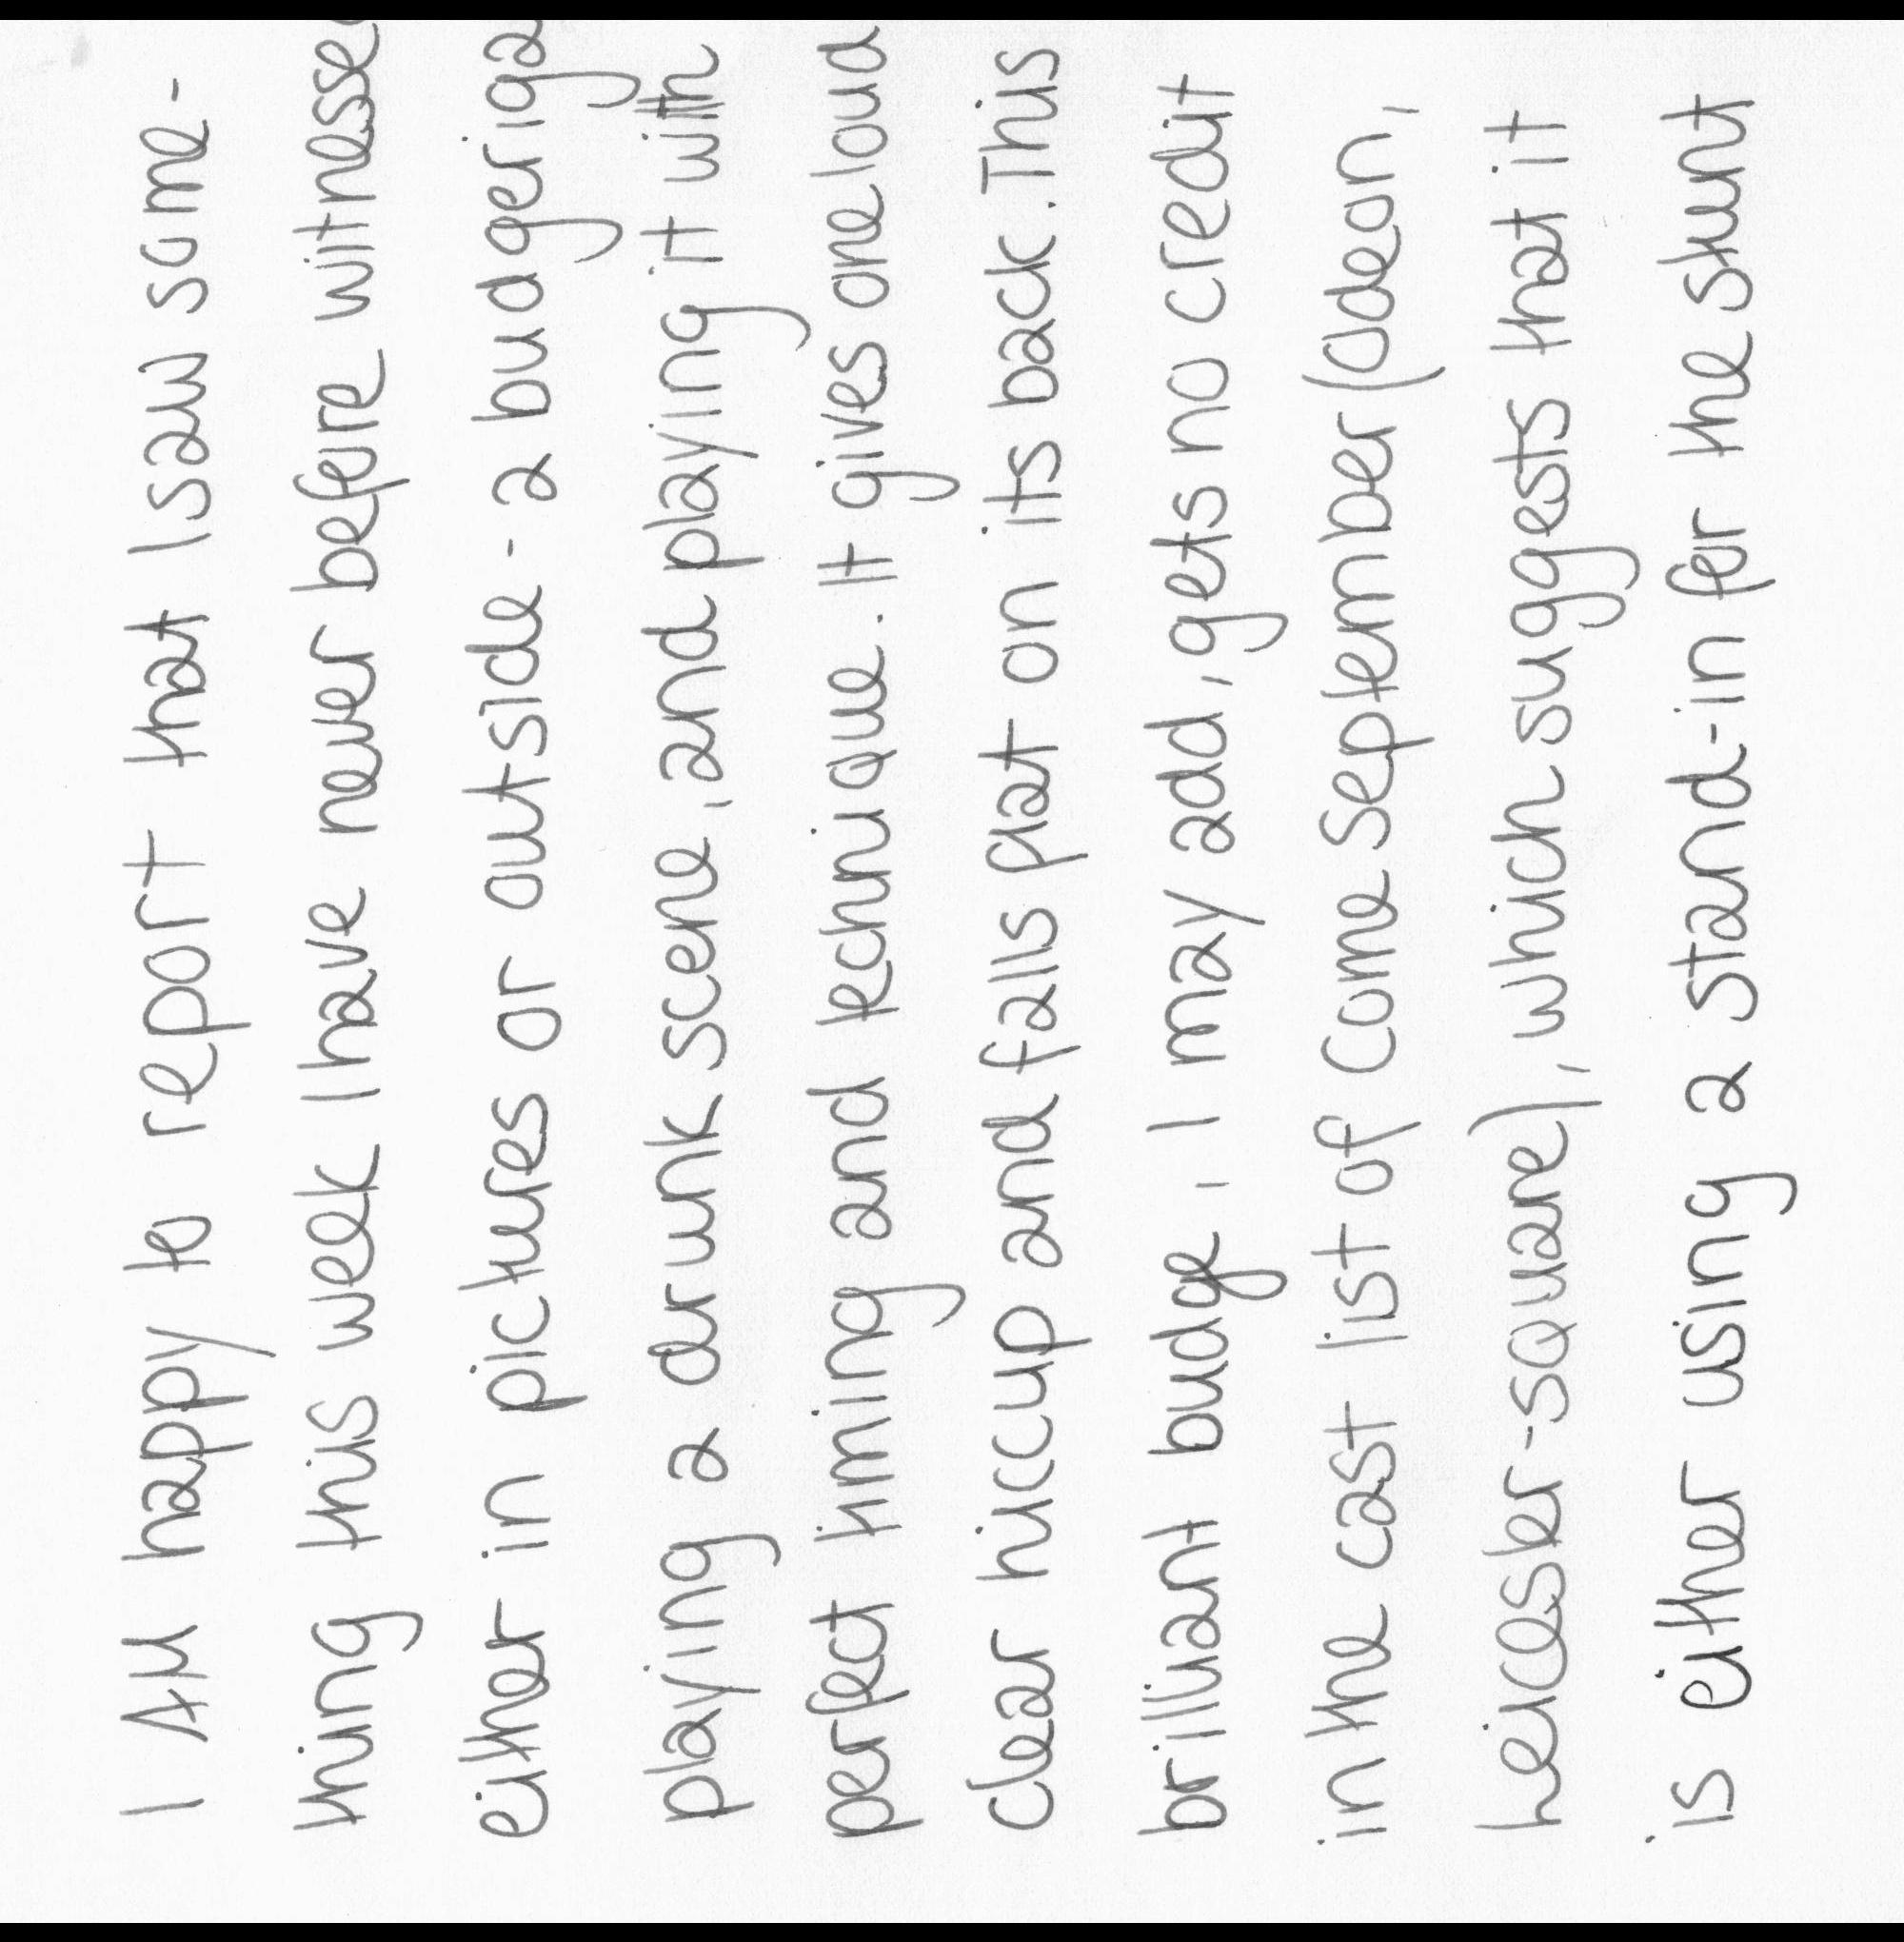 I AM happy to report that I saw some-
thing this week I have never before witnessed
either in pictures or outside - a budgeriga
playing a drunk scene, and playing it with
perfect timing and technique. It gives one loud
clear hiccup and falls flat on its back. This
brilliant budge, I may add, gets no credit
in the cast list of Come September (Odeon,
Leicester-square), which suggests that it
is either using a stand-in for the stunt